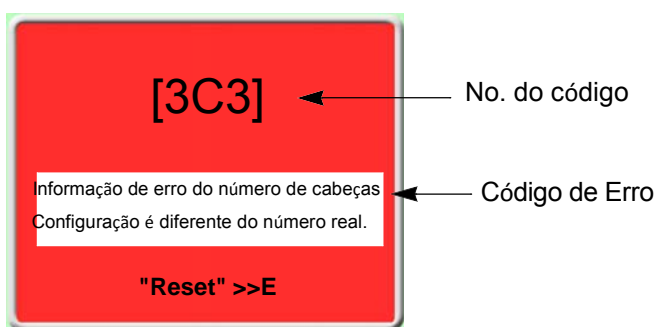 [3C3]
No. do código
Informação de erro do número de cabeças
Código de Erro
Configuração é diferente do número real.
"Reset" >>E